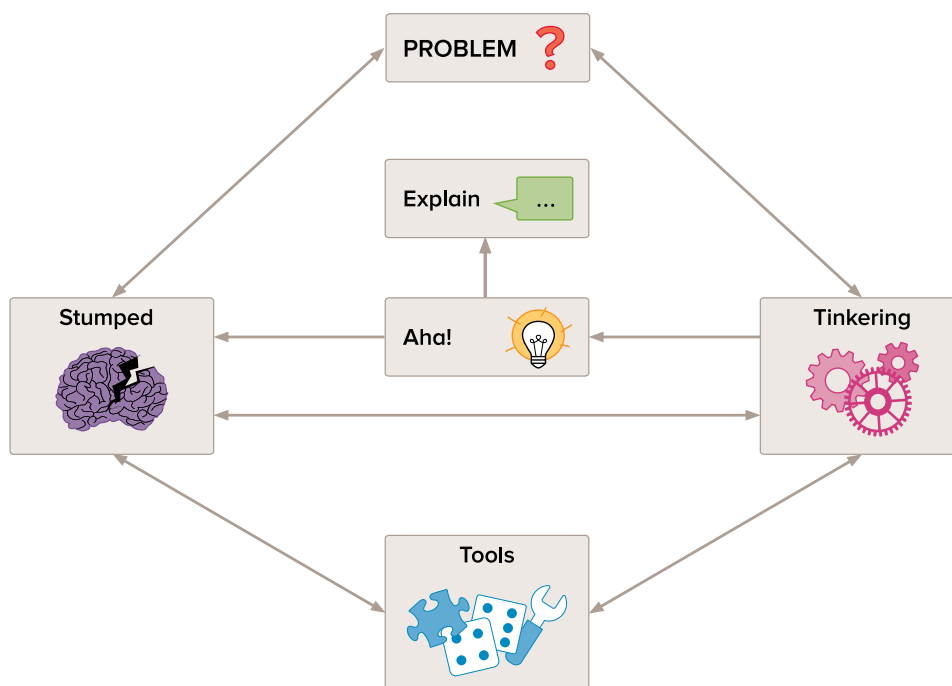 PROBLEM ?
Explain ...
Stumped
Aha!
Tinkering
Tools